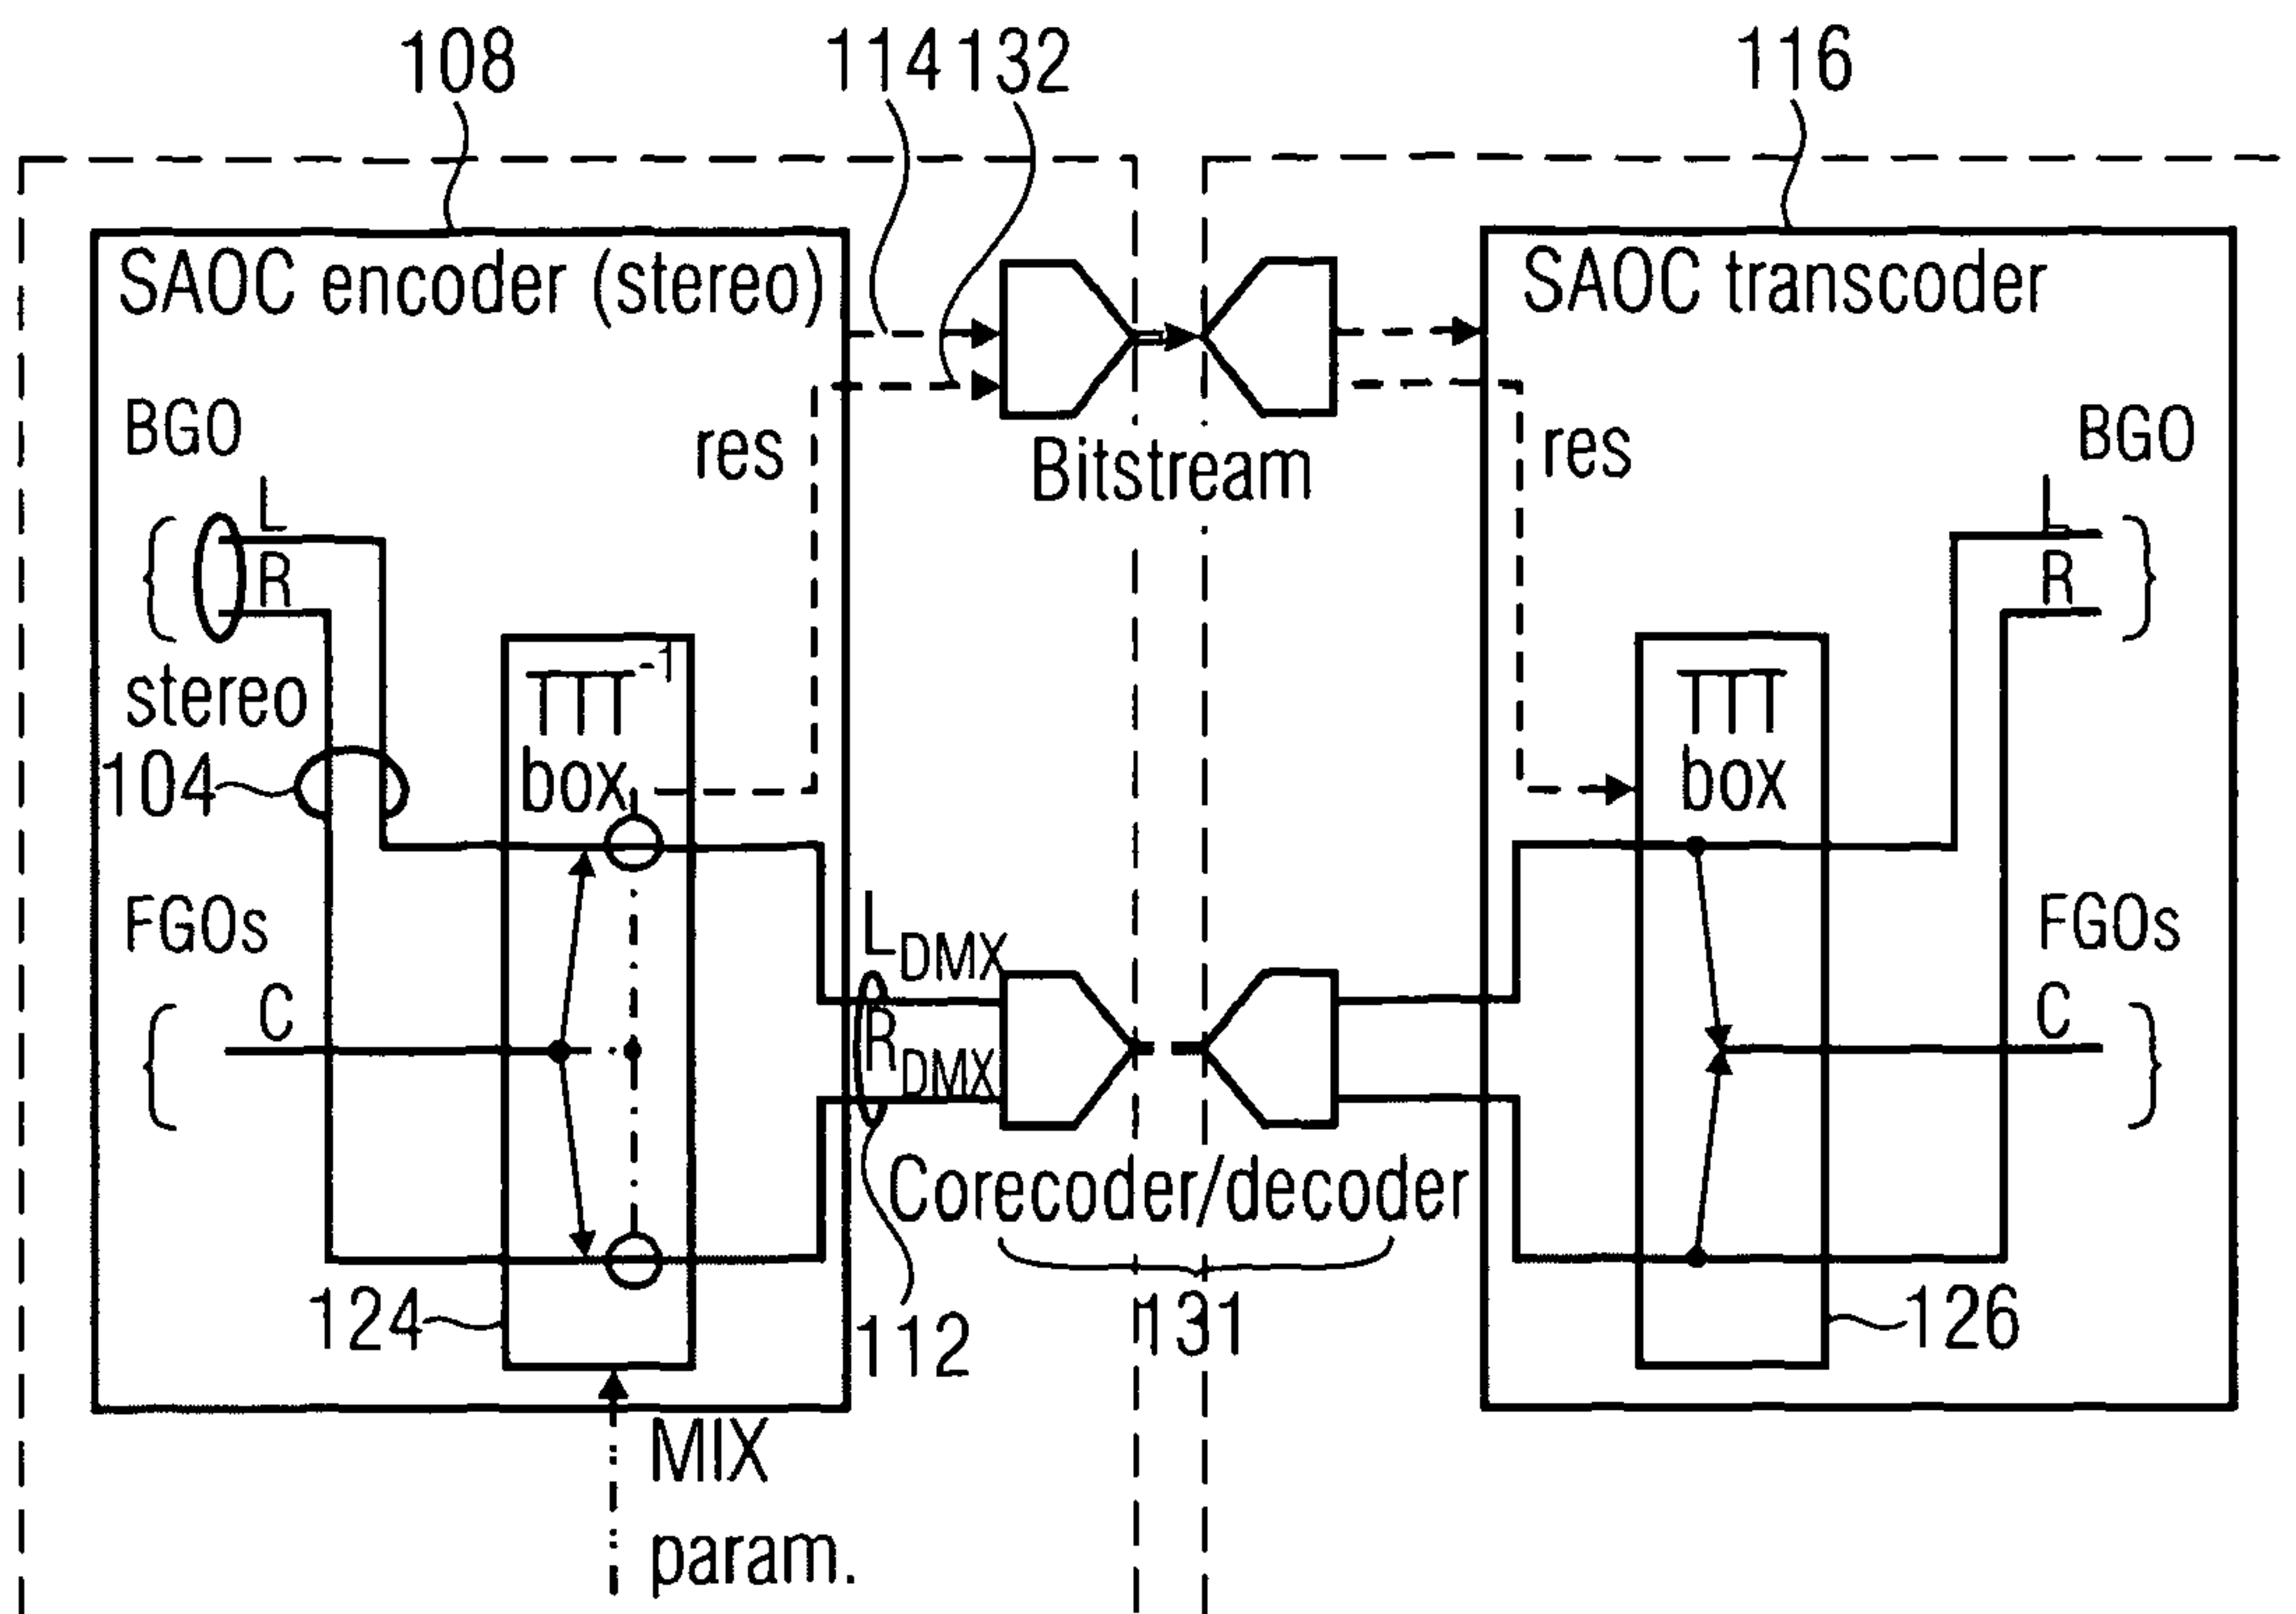 108
114
132
116
SAOC encoder (stereo)
SAOC transcoder
BGO
res
Bitstream
res
BGO
L
R
L
R
stereo
TTT-1
box
TTT
box
104
FGOs
FGOs
C
LDMX
RDMX
C
Corecoder/decoder
124
112
131
126
MIX
param.